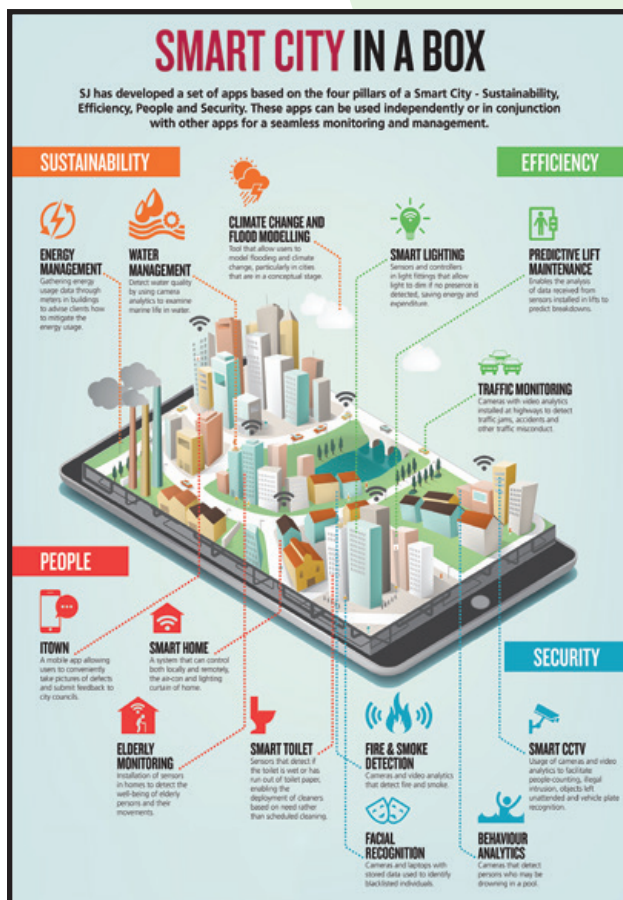 SMART CITY IN A BOX
SJ has developed a set of apps based on the four pillars of a Smart City - Sustainability,
Efficiency, People and Security. These apps can be used independently or in conjunction
with other apps for a seamless monitoring and management.
SUSTAINABILITY
ENERGY
MANAGEMENT
Gathering energy
usage data through
meters in buildings
to advise clients how
to mitigate the
energy usage.
WATER
MANAGEMENT
Detect water quality
by using camera
analytics to examine
marine life in water.
CLIMATE CHANGE AND
FLOOD MODELLING
Tool that allow users to
model flooding and climate
change, particularly in cities
that are in a conceptual stage.
EFFICIENCY
SMART LIGHTING
Sensors and controllers
in light fittings that allow
light to dim if no presence is
detected, saving energy and
expenditure.
PREDICTIVE LIFT
MAINTENANCE
Enables the analysis
of data received from
sensors installed in lifts to
predict breakdowns.
TRAFFIC MONITORING
Cameras with video analytics
installed at highways to detect
traffic jams, accidents and
other traffic misconduct.
PEOPLE
ITOWN
A mobile app allowing
users to conveniently
take pictures of defects
and submit feedback to
city councils.
SMART HOME
A system that can control
both locally and remotely,
the air-con and lighting
curtain of home.
ELDERLY
MONITORING
Installation of sensors
in homes to detect the
well-being of elderly
persons and their
movements.
SMART TOILET
Sensors that detect if
the toilet is wet or has
run out of toilet paper,
enabling the
deployment of cleaners
based on need rather
than scheduled cleaning.
SECURITY
FIRE & SMOKE
DETECTION
Cameras and video analytics
that detect fire and smoke.
FACIAL
RECOGNITION
Cameras and laptops with
stored data used to identify
blacklisted individuals.
SMART CCTV
Usage of cameras and video
analytics to facilitate
people-counting, illegal
intrusion, objects left
unattended and vehicle plate
recognition.
BEHAVIOUR
ANALYTICS
Cameras that detect
persons who may be
drowning in a pool.